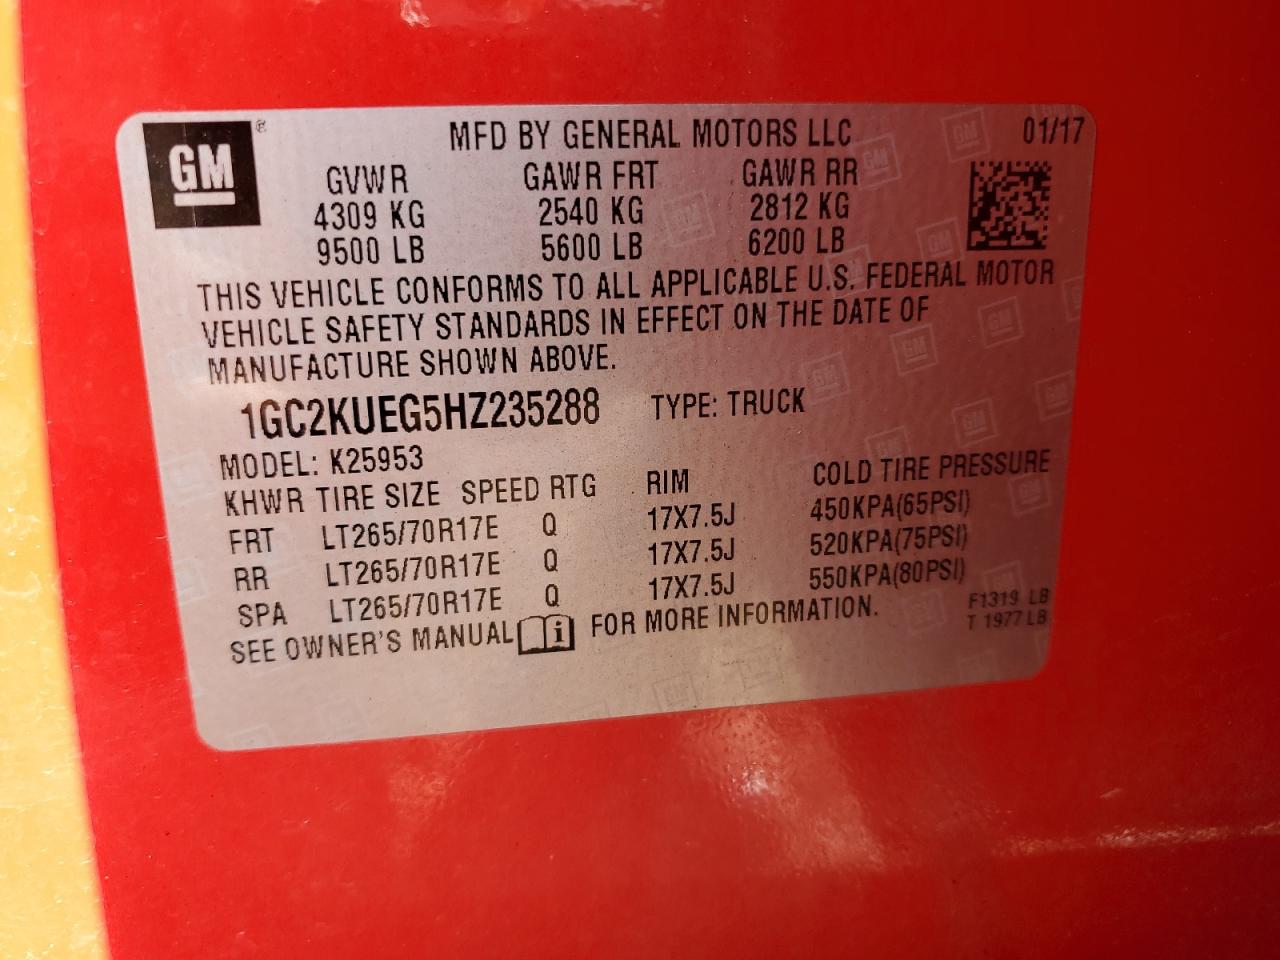 GM ®
MFD BY GENERAL MOTORS LLC 01/17
GVWR GAWR FRT GAWR RR
4309 KG 2540 KG 2812 KG
9500 LB 5600 LB 6200 LB
THIS VEHICLE CONFORMS TO ALL APPLICABLE U.S. FEDERAL MOTOR
VEHICLE SAFETY STANDARDS IN EFFECT ON THE DATE OF
MANUFACTURE SHOWN ABOVE.
1GC2KUEG5HZ235288 TYPE: TRUCK
MODEL: K25953
KHWR TIRE SIZE SPEED RTG RIM COLD TIRE PRESSURE
FRT LT265/70R17E Q 17X7.5J 450KPA(65PSI)
RR LT265/70R17E Q 17X7.5J 520KPA(75PSI)
SPA LT265/70R17E Q 17X7.5J 550KPA(80PSI)
SEE OWNER'S MANUAL i FOR MORE INFORMATION.
F1319 LB
T 1977 LB